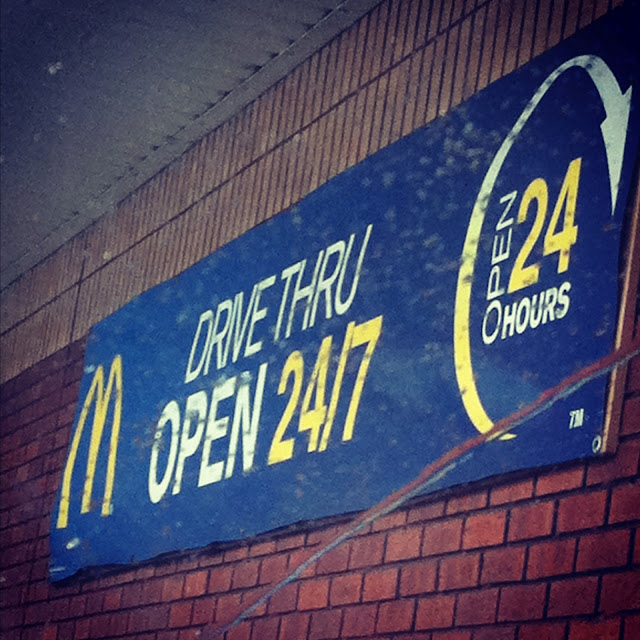 DRIVE THRU
OPEN 24/7
OPEN
24
HOURS
TM